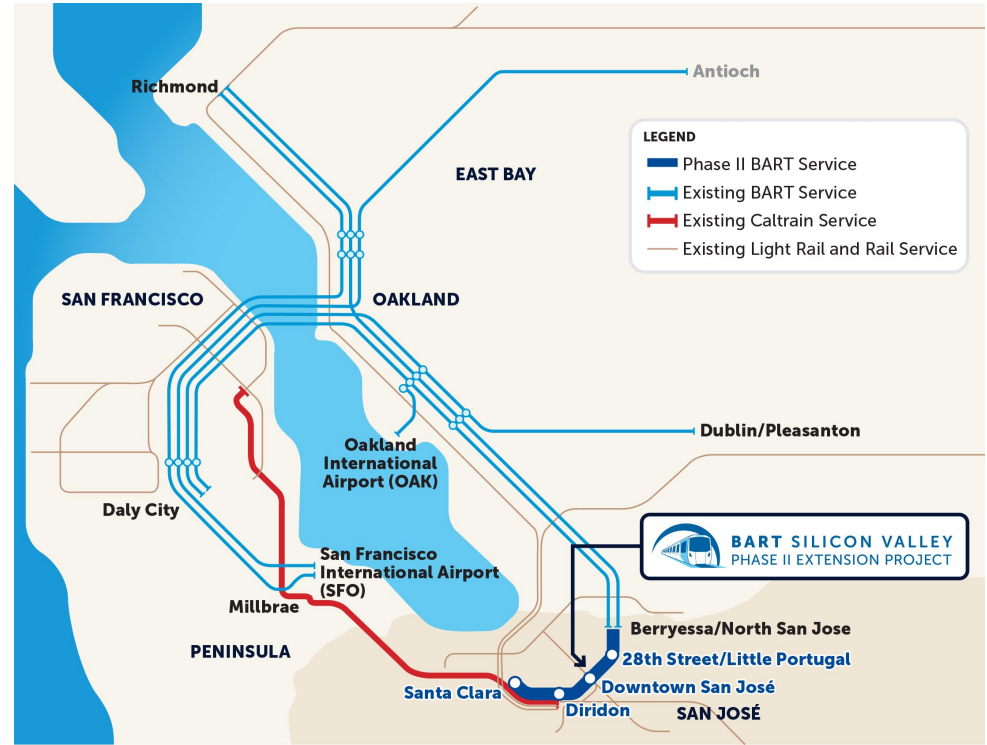 Richmond
Antioch
LEGEND
Phase II BART Service
Existing BART Service
Existing Caltrain Service
Existing Light Rail and Rail Service
EAST BAY
SAN FRANCISCO
OAKLAND
Dublin/Pleasanton
Oakland
International
Airport (OAK)
Daly City
BART SILICON VALLEY
PHASE II EXTENSION PROJECT
San Francisco
International Airport
(SFO)
Millbrae
Berryessa/North San Jose
PENINSULA
28th Street/Little Portugal
Downtown San José
Santa Clara
Diridon
SAN JOSÉ